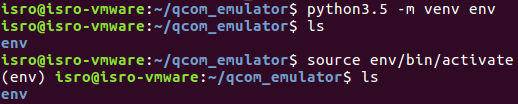 isro@isro-vmware:~/qcom_emulator$ python3.5 -m venv env
isro@isro-vmware:~/qcom_emulator$ ls
env
isro@isro-vmware:~/qcom_emulator$ source env/bin/activate
(env) isro@isro-vmware:~/qcom_emulator$ ls
env